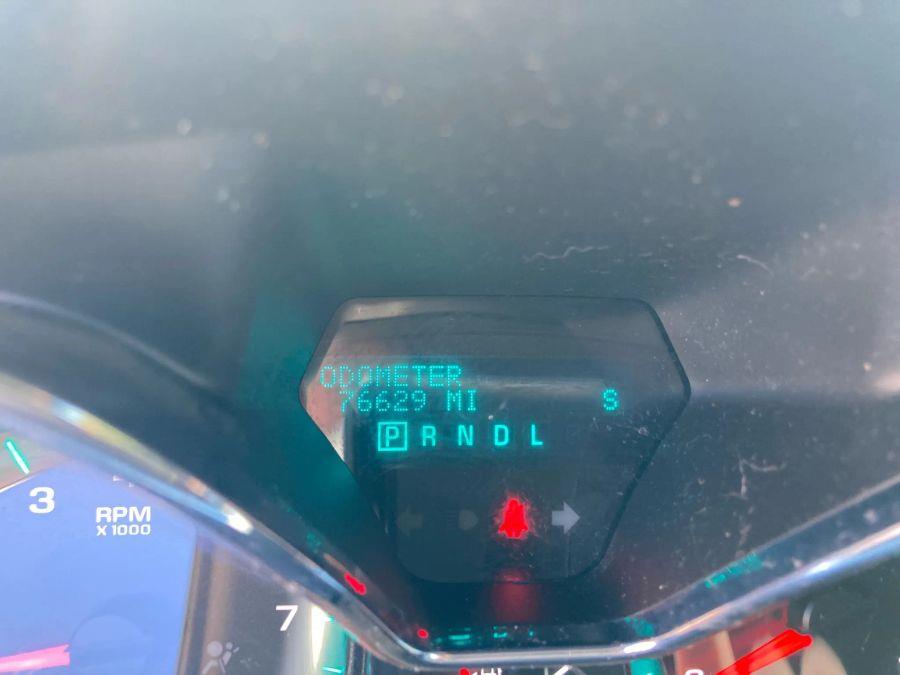 ODOMETER
76629 MI S
P R N D L
3
RPM
X 1000
7